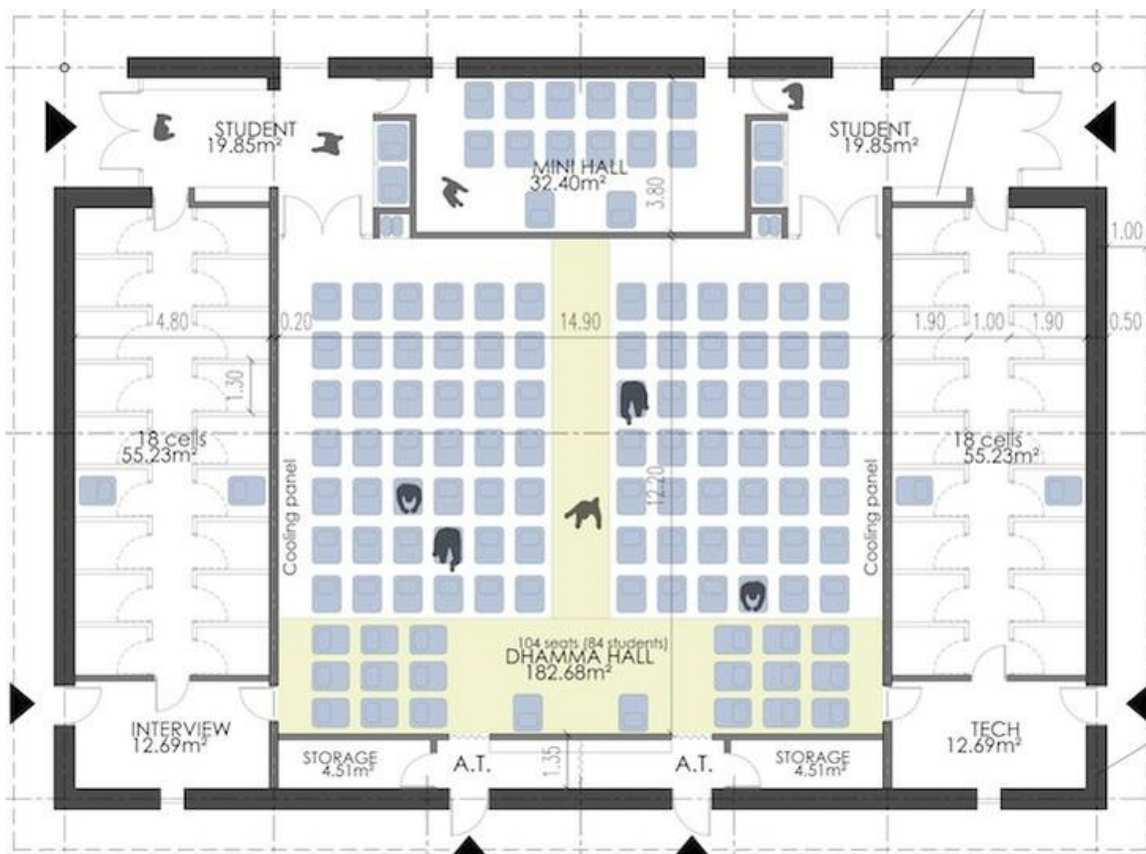 STUDENT
19.85m²
STUDENT
19.85m²
MINI HALL
32.40m²
3.80
1.00
4.80
0.20
14.90
1.90
1.00
1.90
0.50
1.30
18 cells
55.23m²
18 cells
55.23m²
12.20
Cooling panel
Cooling panel
104 seats (84 students)
DHAMMA HALL
182.68m²
INTERVIEW
12.69m²
TECH
12.69m²
STORAGE
4.51m²
A.T.
1.35
A.T.
STORAGE
4.51m²